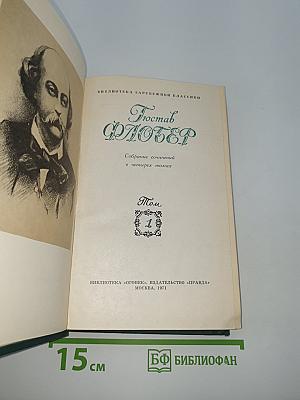 БИБЛИОТЕКА ЗАРУБЕЖНОЙ КЛАССИКИ
Гюстав
ФЛОБЕР
Собрание сочинений
в четырех томах
Том
1
БИБЛИОТЕКА «ОГОНЕК». ИЗДАТЕЛЬСТВО «ПРАВДА»
МОСКВА, 1971
15 см
БФ БИБЛИОФАН